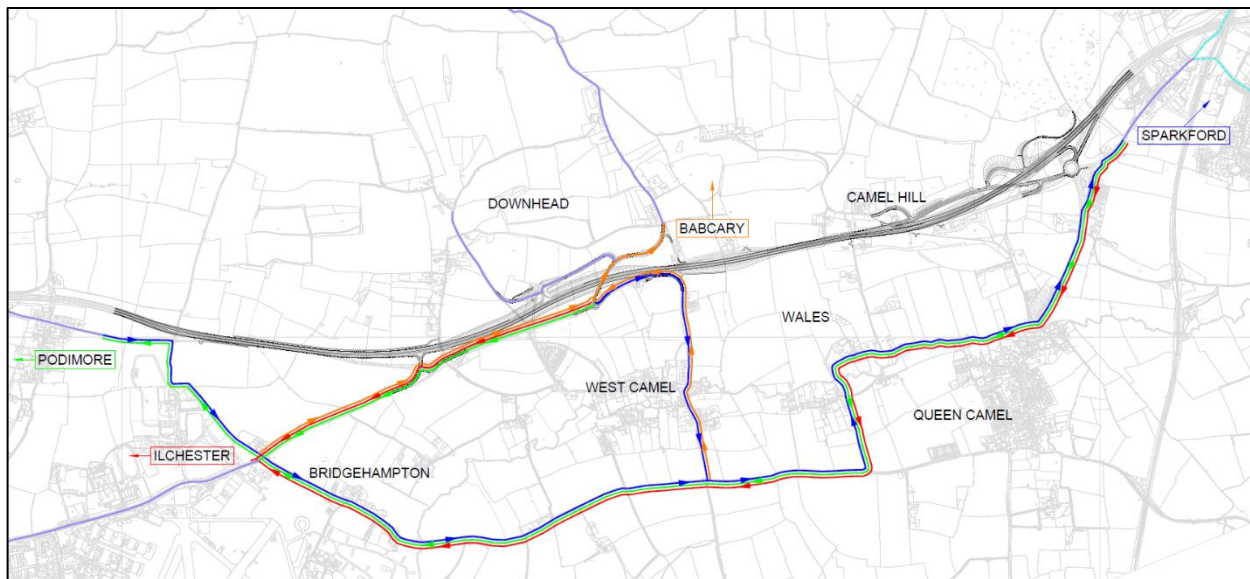 SPARKFORD
CAMEL HILL
DOWNHEAD
BABCARY
WALES
PODIMORE
WEST CAMEL
QUEEN CAMEL
ILCHESTER
BRIDGEHAMPTON